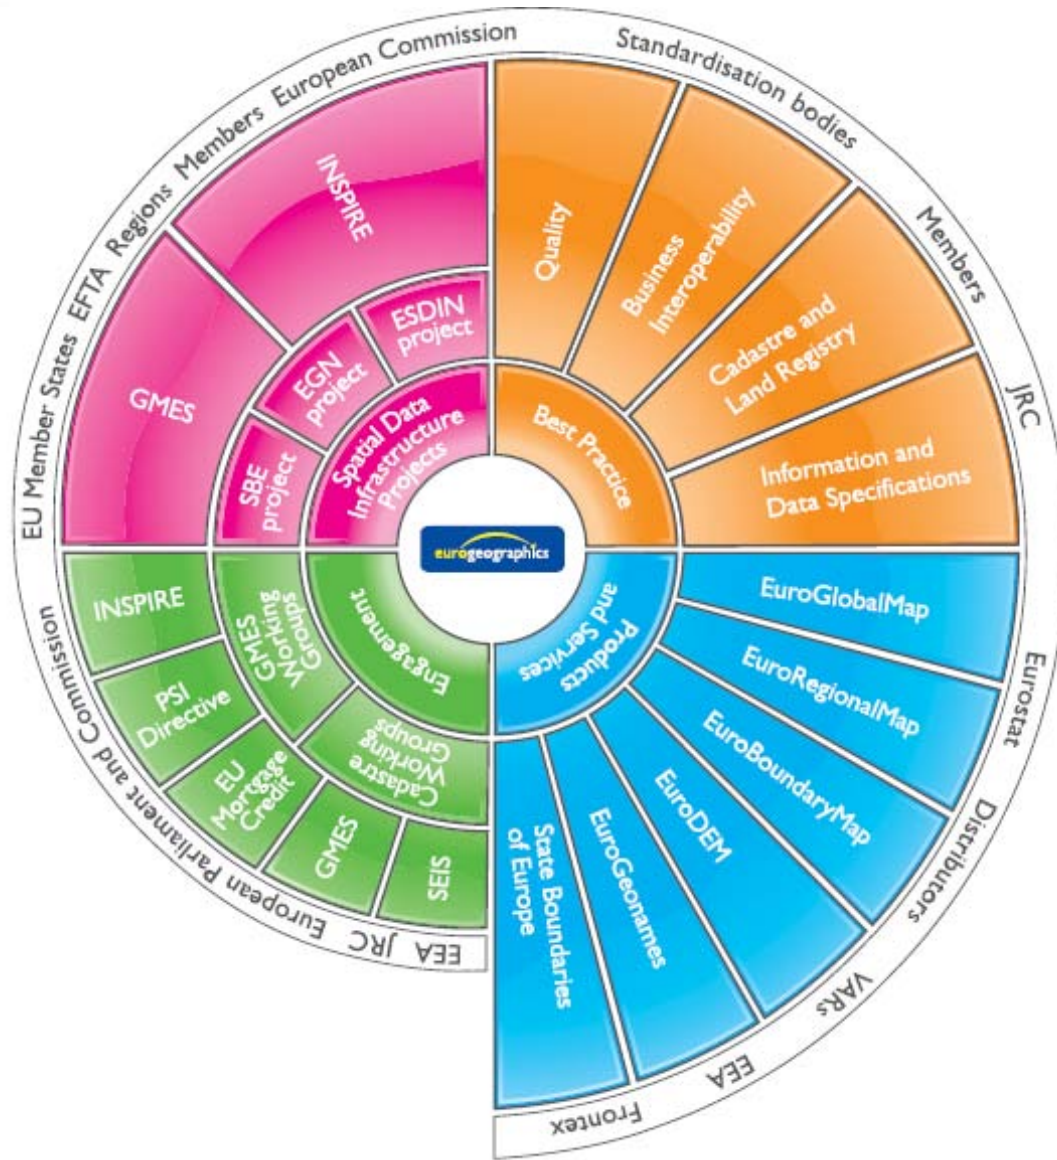 European Commission
Members
Regions
EFTA
EU Member States
Standardisation bodies
Members
JRC
Eurostat
Distributors
VARs
EEA
Frontex
European Parliament and Commission
JRC
EEA
INSPIRE
GMES
ESDIN
project
EGN
project
SBE
project
Spatial Data
Infrastructure
Projects
Quality
Business
Interoperability
Cadastre and
Land Registry
Information and
Data Specifications
Best Practice
eurogeographics
Engagement
Products
and Services
GMES
Working
Groups
Cadastre
Working
Groups
INSPIRE
PSI
Directive
EU
Mortgage
Credit
GMES
SEIS
EuroGlobalMap
EuroRegionalMap
EuroBoundaryMap
EuroDEM
EuroGeonames
State Boundaries
of Europe